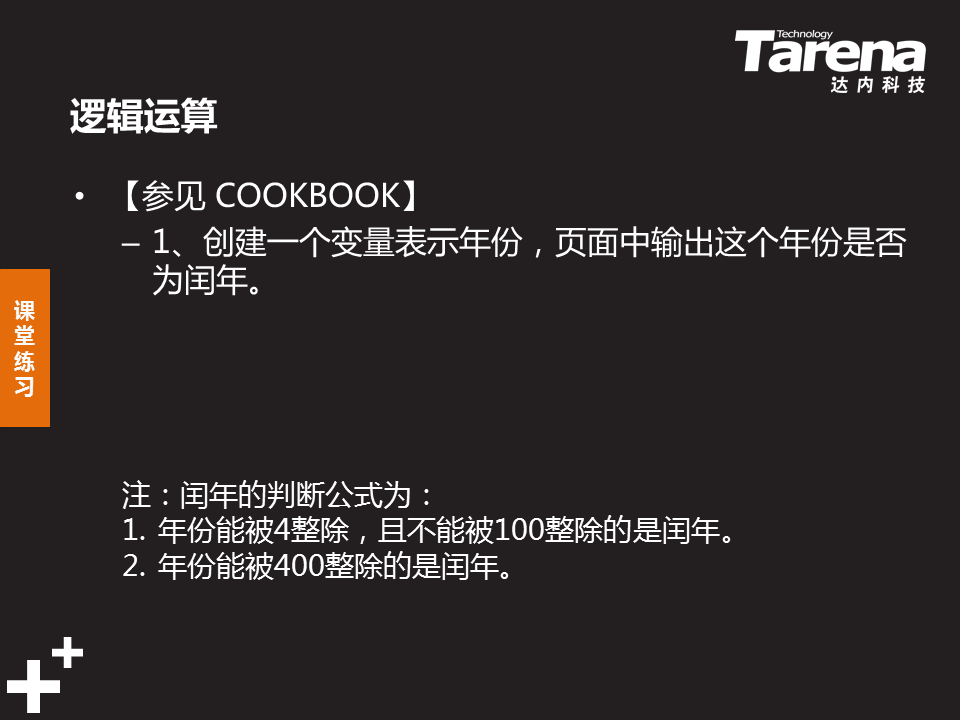 Technology
Tarena
达内科技
逻辑运算
• 【参见 COOKBOOK】
– 1、创建一个变量表示年份，页面中输出这个年份是否
为闰年。
课
堂
练
习
注：闰年的判断公式为：
1. 年份能被4整除，且不能被100整除的是闰年。
2. 年份能被400整除的是闰年。